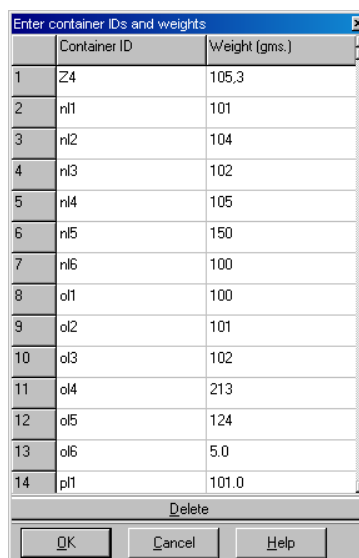 Enter container IDs and weights
Container ID Weight (gms.)
1 Z4 105,3
2 nl1 101
3 nl2 104
4 nl3 102
5 nl4 105
6 nl5 150
7 nl6 100
8 ol1 100
9 ol2 101
10 ol3 102
11 ol4 213
12 ol5 124
13 ol6 5.0
14 pl1 101.0
Delete
OK Cancel Help